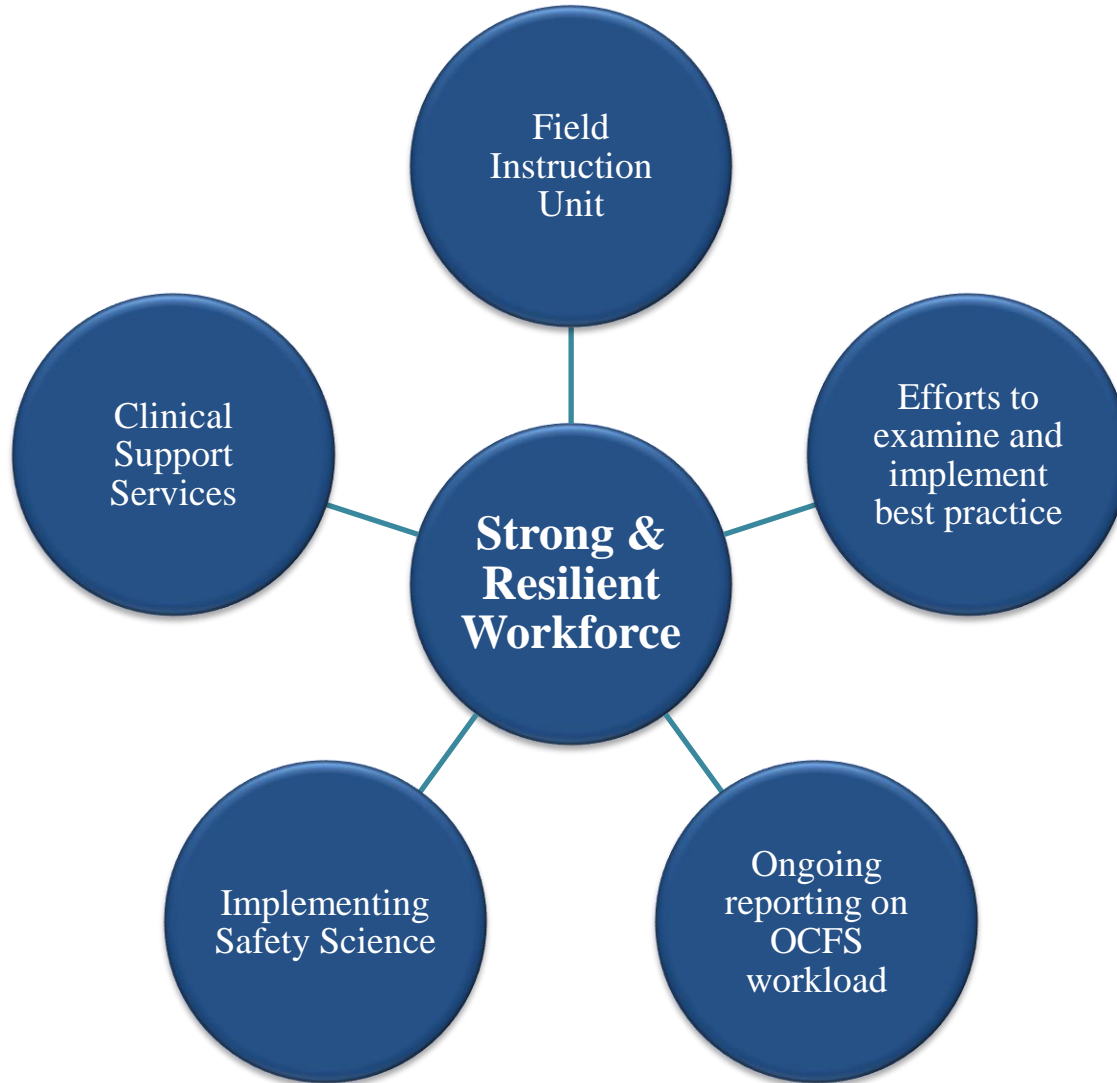 Field
Instruction
Unit
Efforts to
examine and
implement
best practice
Clinical
Support
Services
Strong &
Resilient
Workforce
Ongoing
reporting on
OCFS
workload
Implementing
Safety Science